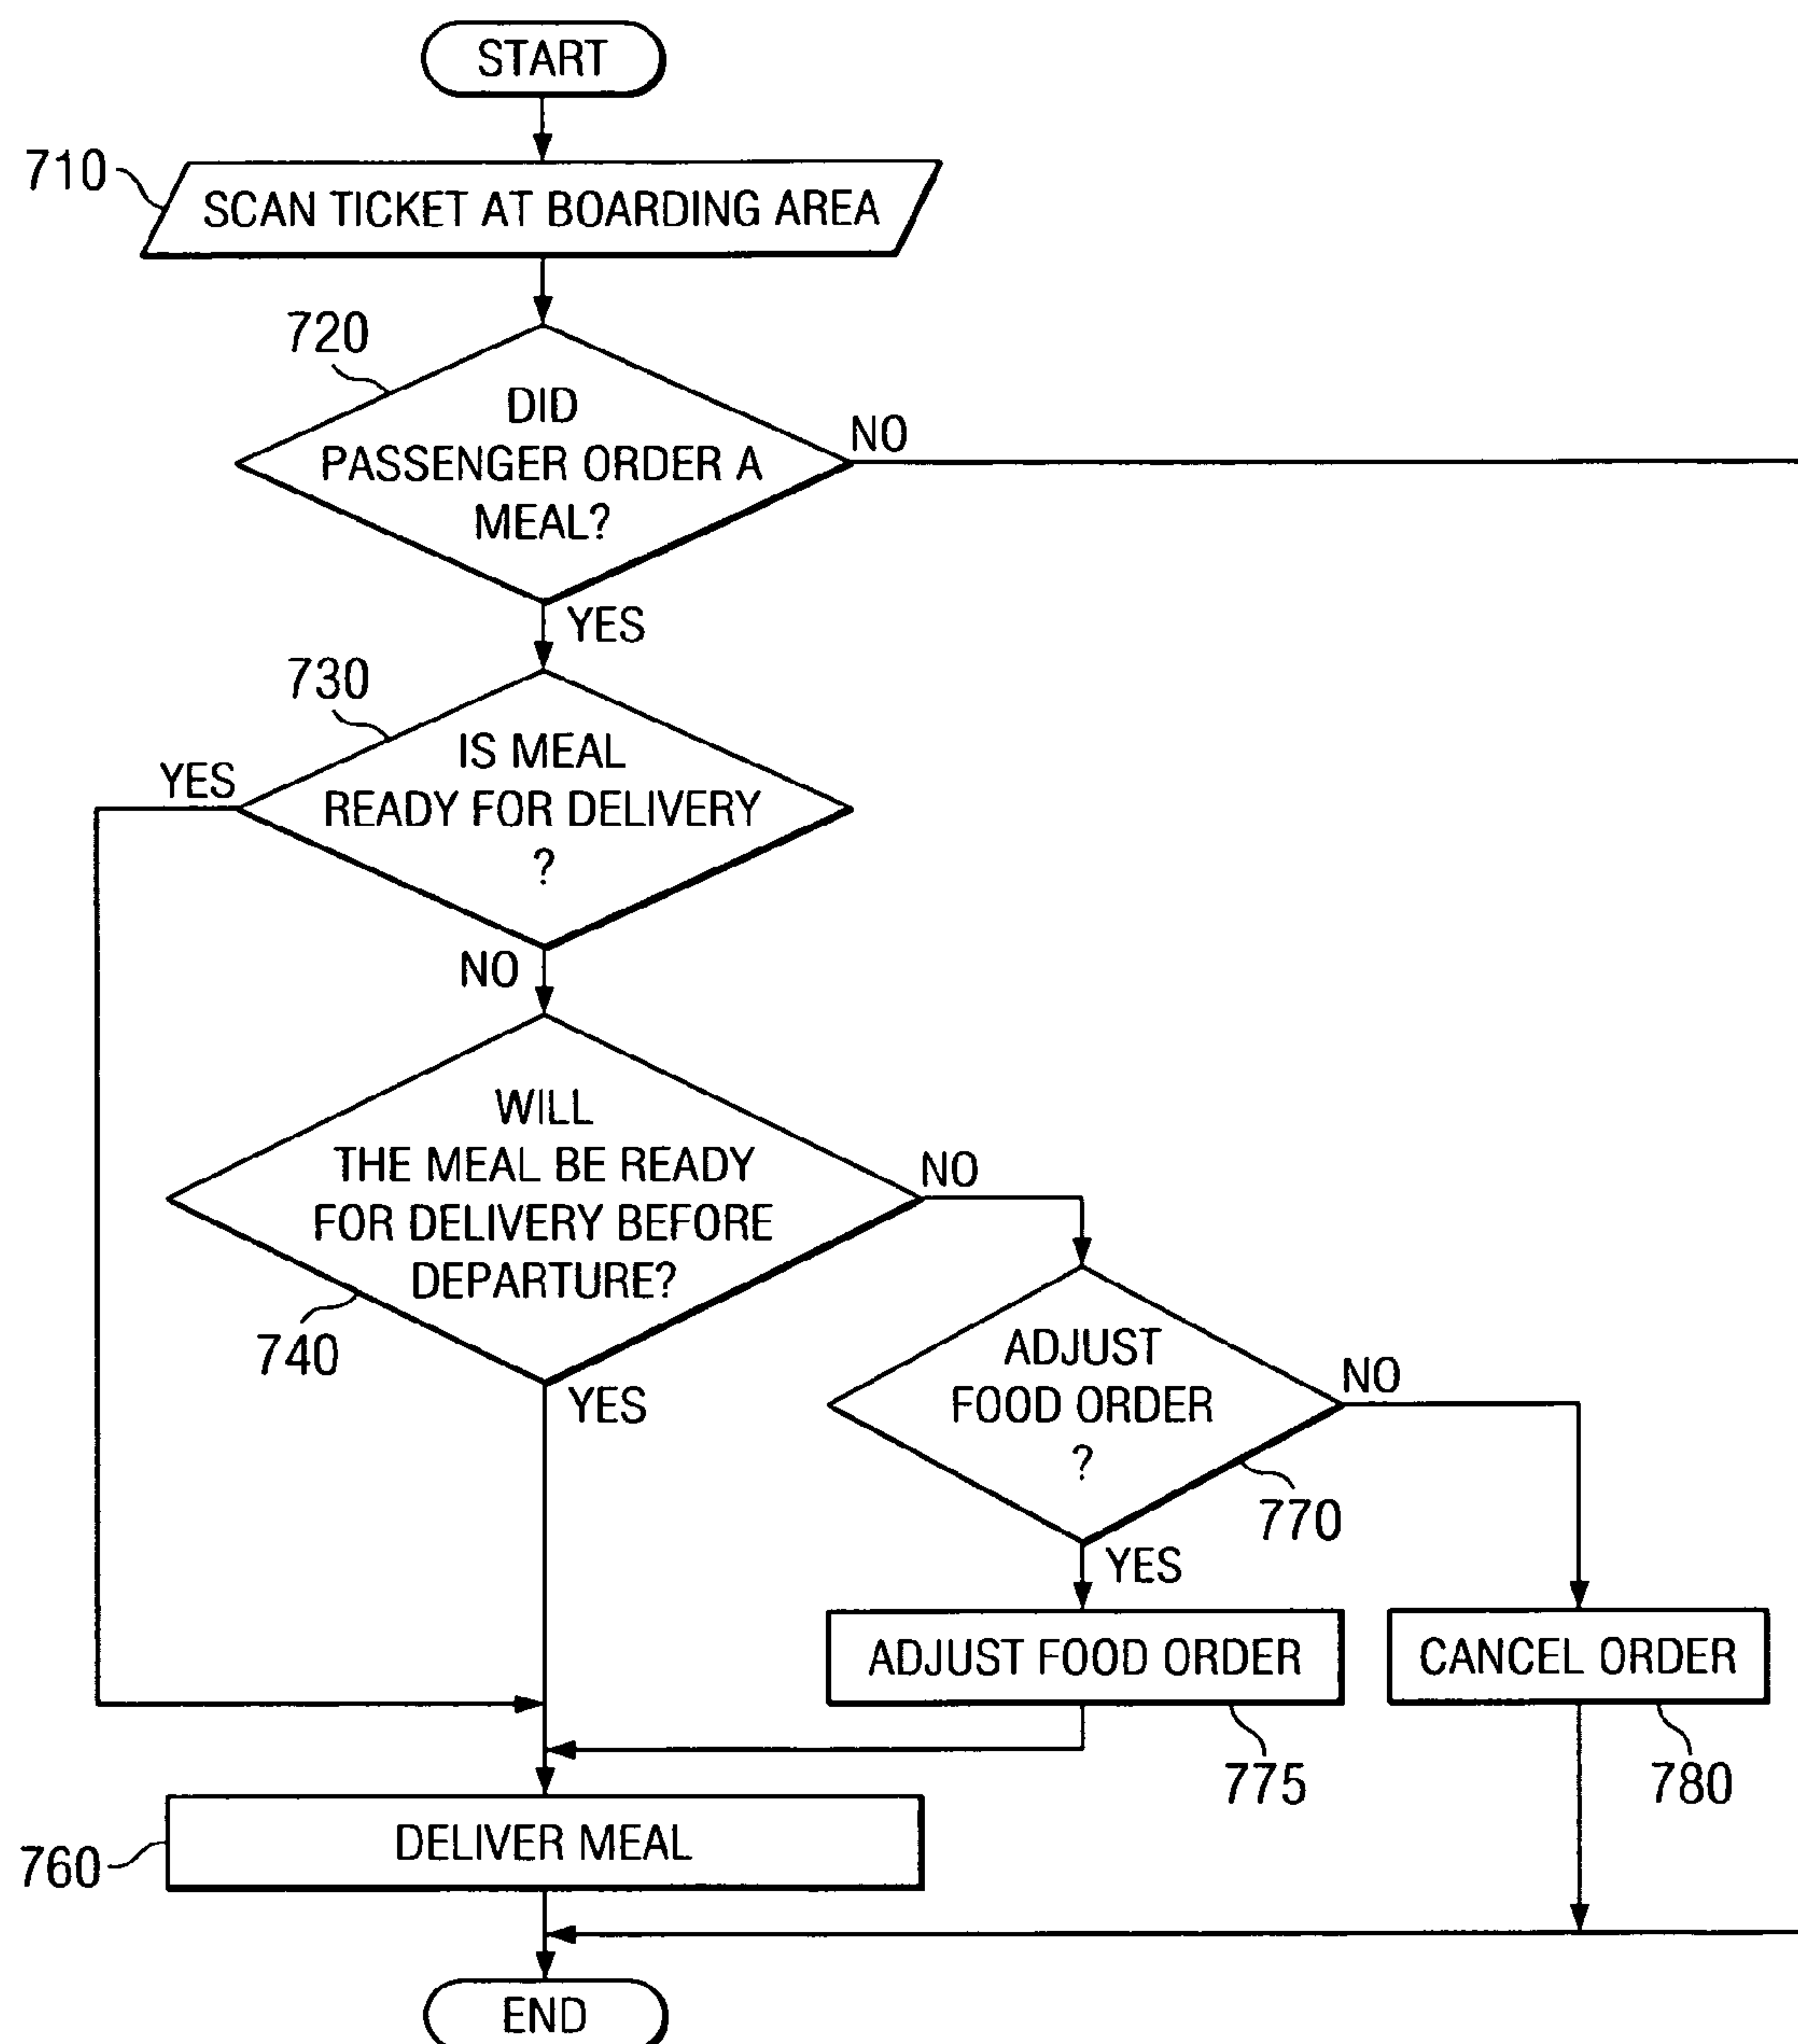 START
710
SCAN TICKET AT BOARDING AREA
720
DID
PASSENGER ORDER A
MEAL?
NO
YES
730
IS MEAL
READY FOR DELIVERY
?
YES
NO
WILL
THE MEAL BE READY
FOR DELIVERY BEFORE
DEPARTURE?
NO
740
YES
ADJUST
FOOD ORDER
?
NO
770
YES
ADJUST FOOD ORDER
CANCEL ORDER
775
780
DELIVER MEAL
760
END